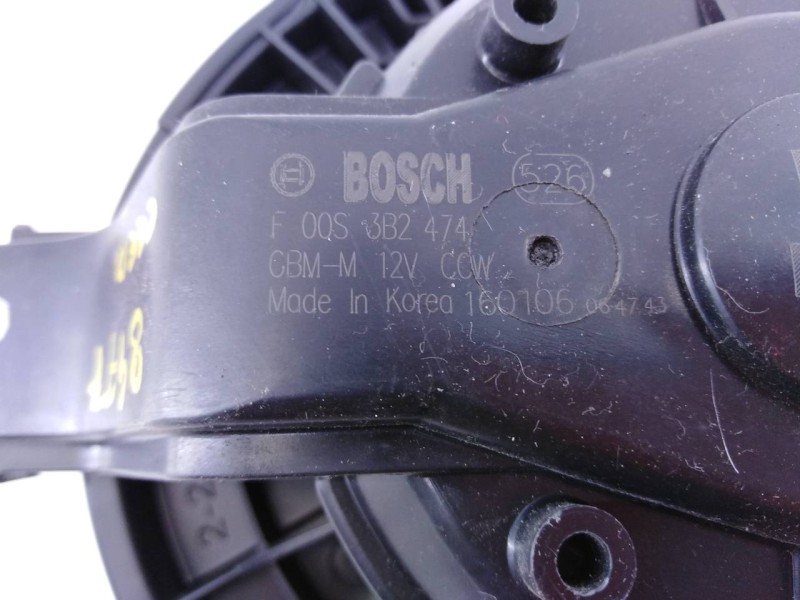 BOSCH 526
F 00S 3B2 474
CBM-M 12V CCW
Made In Korea 160106 064743